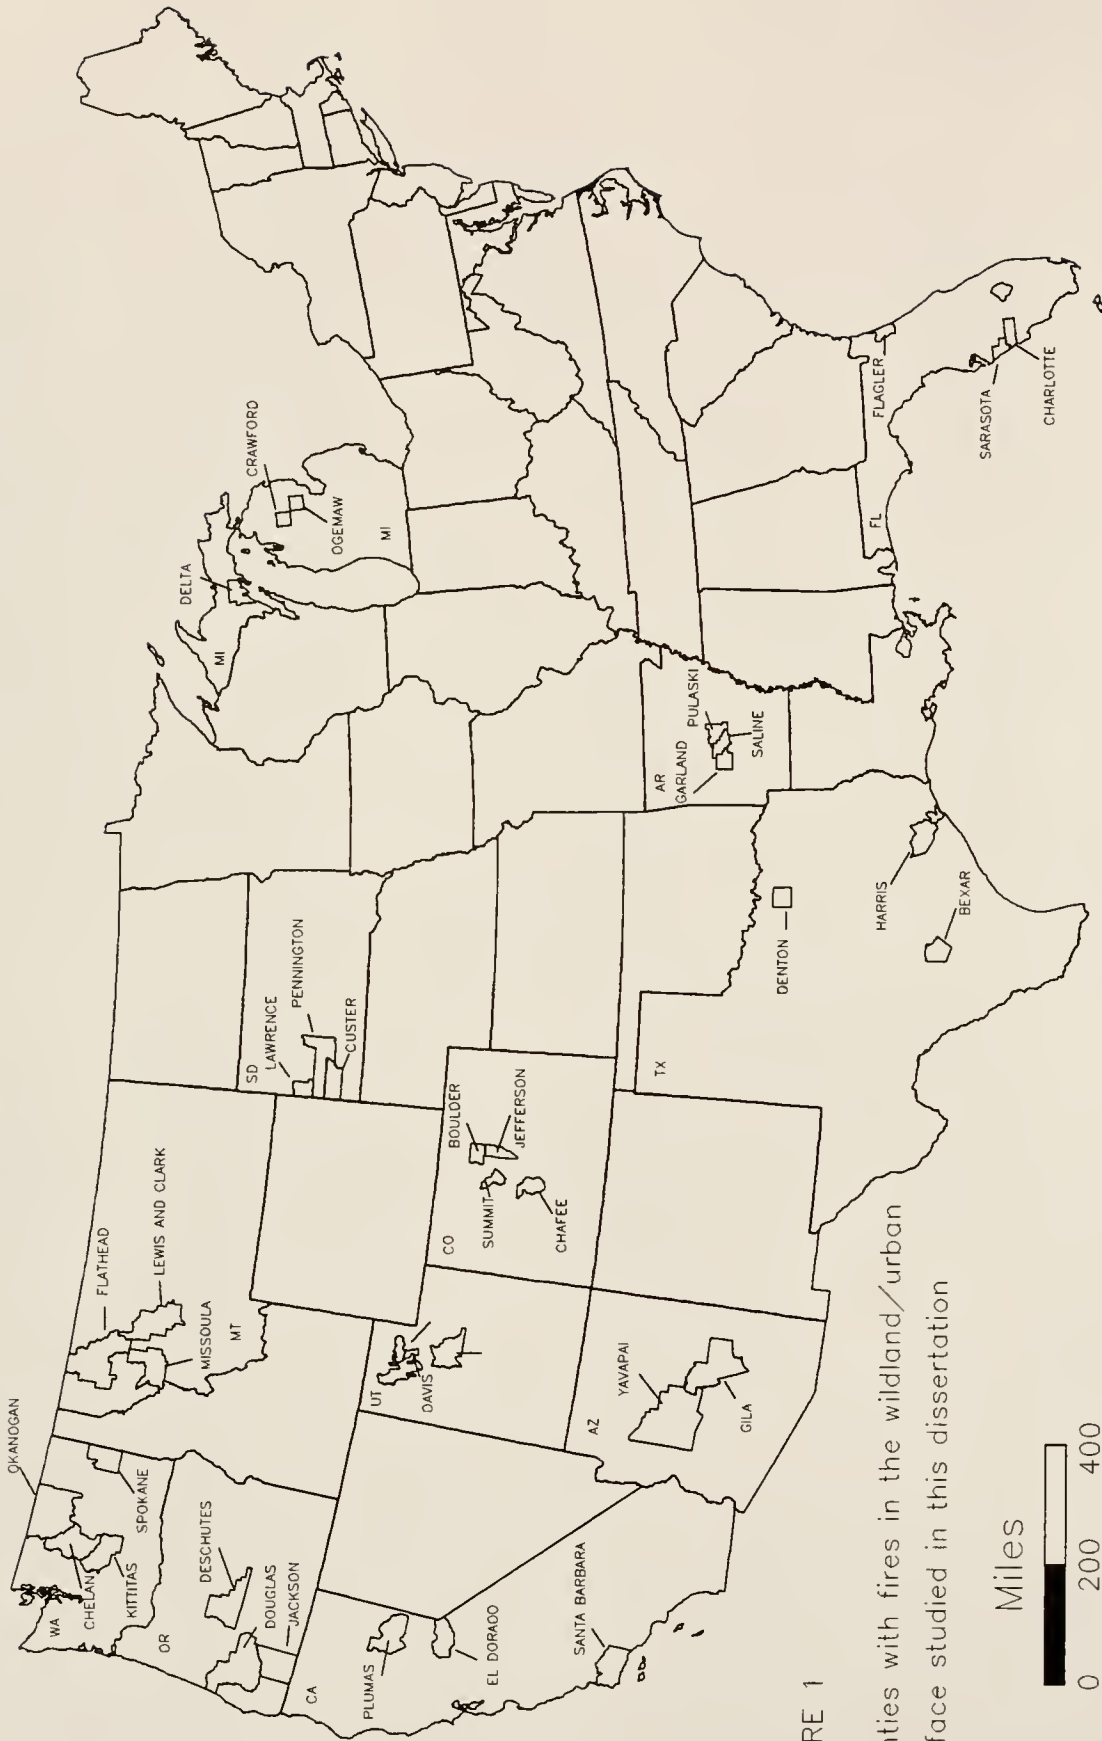 OKANOGAN
WA
CHELAN
KITTITAS
SPOKANE
FLATHEAD
LEWIS AND CLARK
MISSOULA
MT
OR
DESCHUTES
DOUGLAS
JACKSON
CA
PLUMAS
EL DORADO
SANTA BARBARA
UT
DAVIS
AZ
YAVAPAI
GILA
SD
LAWRENCE
PENNINGTON
CUSTER
CO
BOULDER
JEFFERSON
SUMMIT
CHAFEE
TX
DENTON
HARRIS
BEXAR
AR
GARLAND
PULASKI
SALINE
MI
DELTA
CRAWFORD
OGEMAW
MI
FL
FLAGLER
SARASOTA
CHARLOTTE
RE 1
nties with fires in the wildland/urban
face studied in this dissertation
Miles
0 200 400